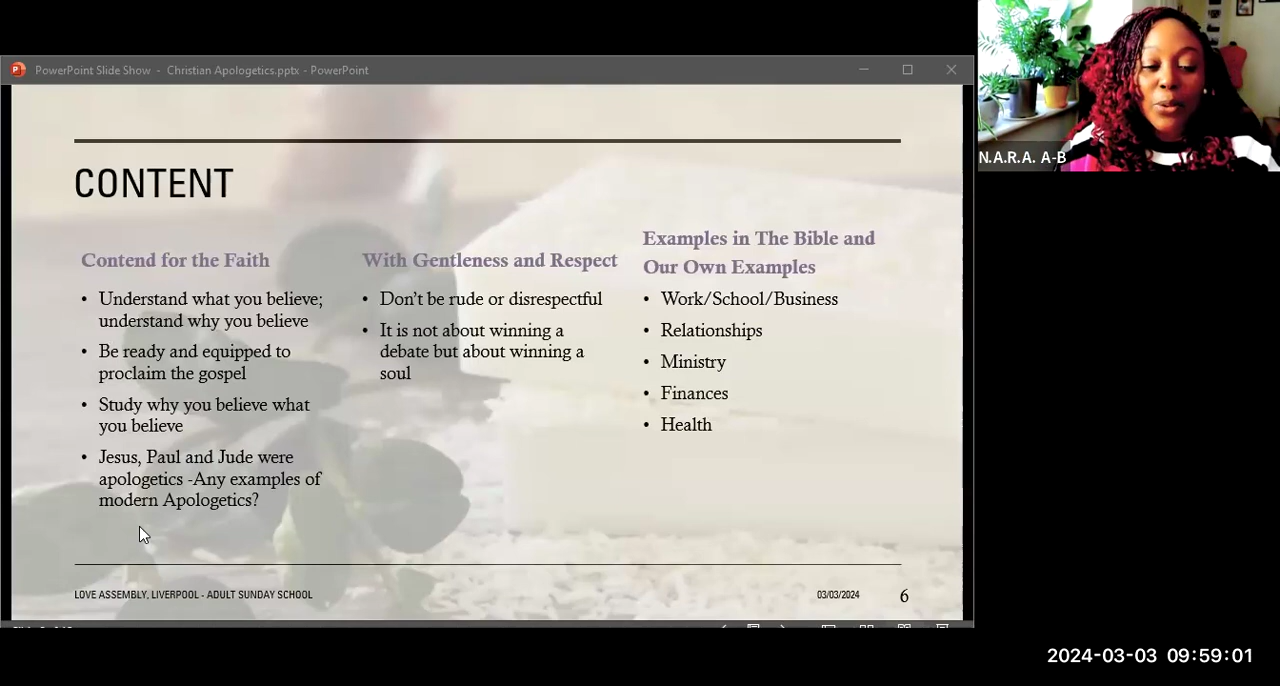 PowerPoint Slide Show - Christian Apologetics.pptx - PowerPoint
N.A.R.A. A-B
CONTENT
Contend for the Faith
• Understand what you believe;
understand why you believe
• Be ready and equipped to
proclaim the gospel
• Study why you believe what
you believe
• Jesus, Paul and Jude were
apologetics -Any examples of
modern Apologetics?
With Gentleness and Respect
• Don't be rude or disrespectful
• It is not about winning a
debate but about winning a
soul
Examples in The Bible and
Our Own Examples
• Work/School/Business
• Relationships
• Ministry
• Finances
• Health
LOVE ASSEMBLY, LIVERPOOL - ADULT SUNDAY SCHOOL
03/03/2024
6
2024-03-03 09:59:01